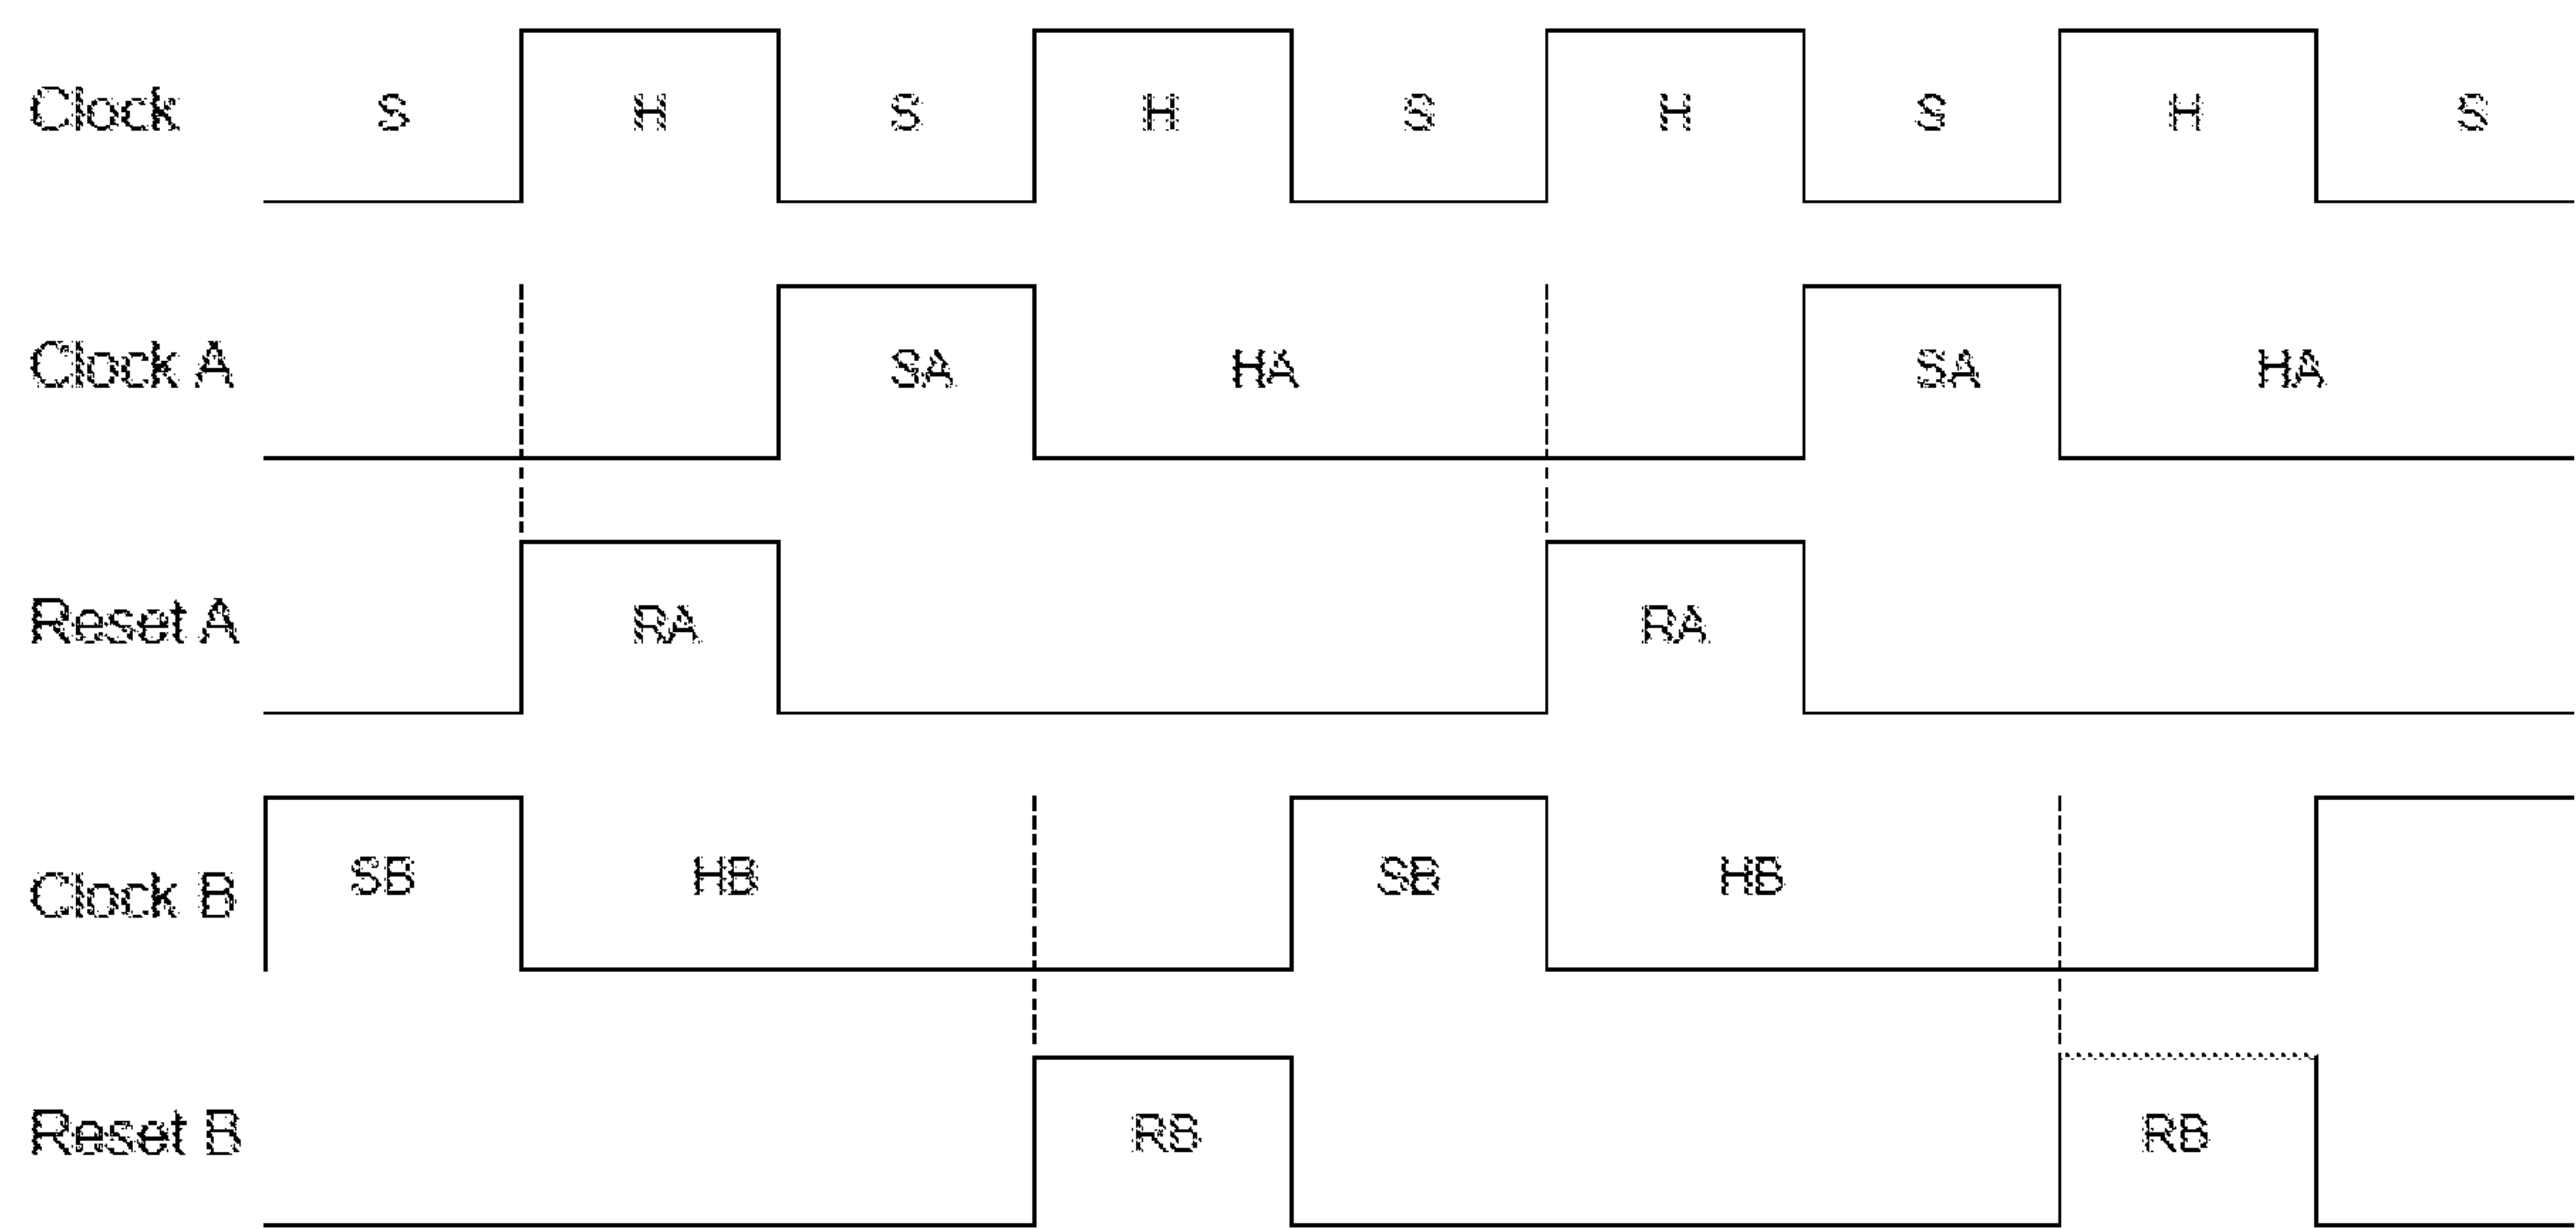 Clock S H S H S H S H S
Clock A SA HA SA HA
Reset A RA RA
Clock B SB HB SB HB
Reset B RB RB